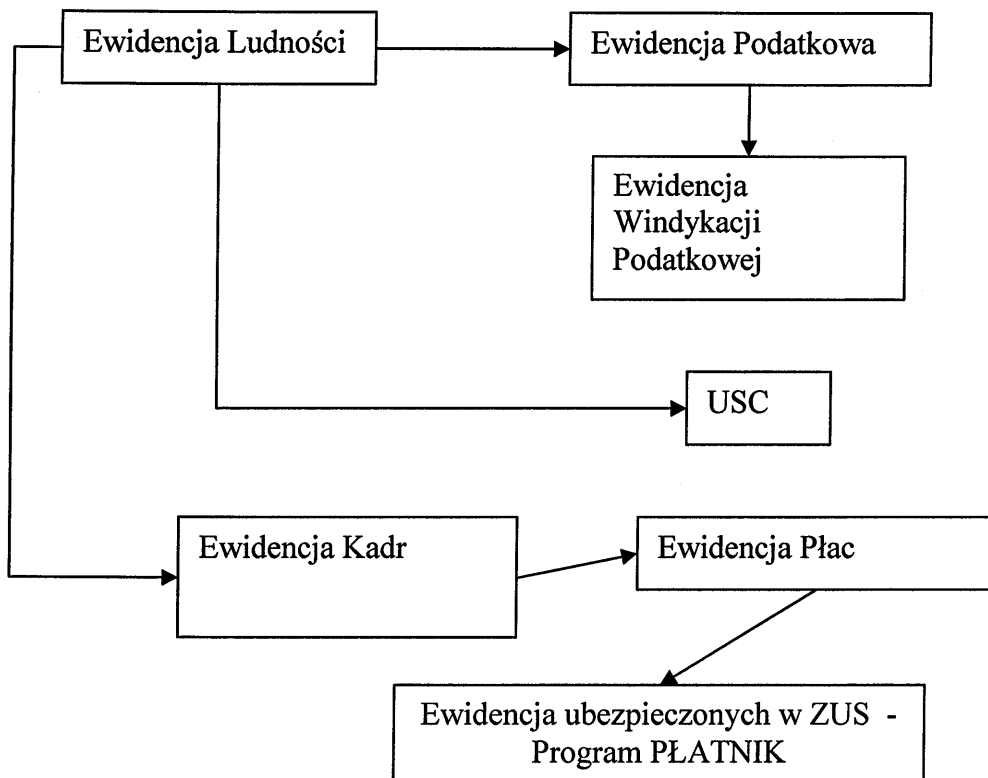 Ewidencja Ludności
Ewidencja Podatkowa
Ewidencja
Windykacji
Podatkowej
USC
Ewidencja Kadr
Ewidencja Płac
Ewidencja ubezpieczonych w ZUS -
Program PŁATNIK